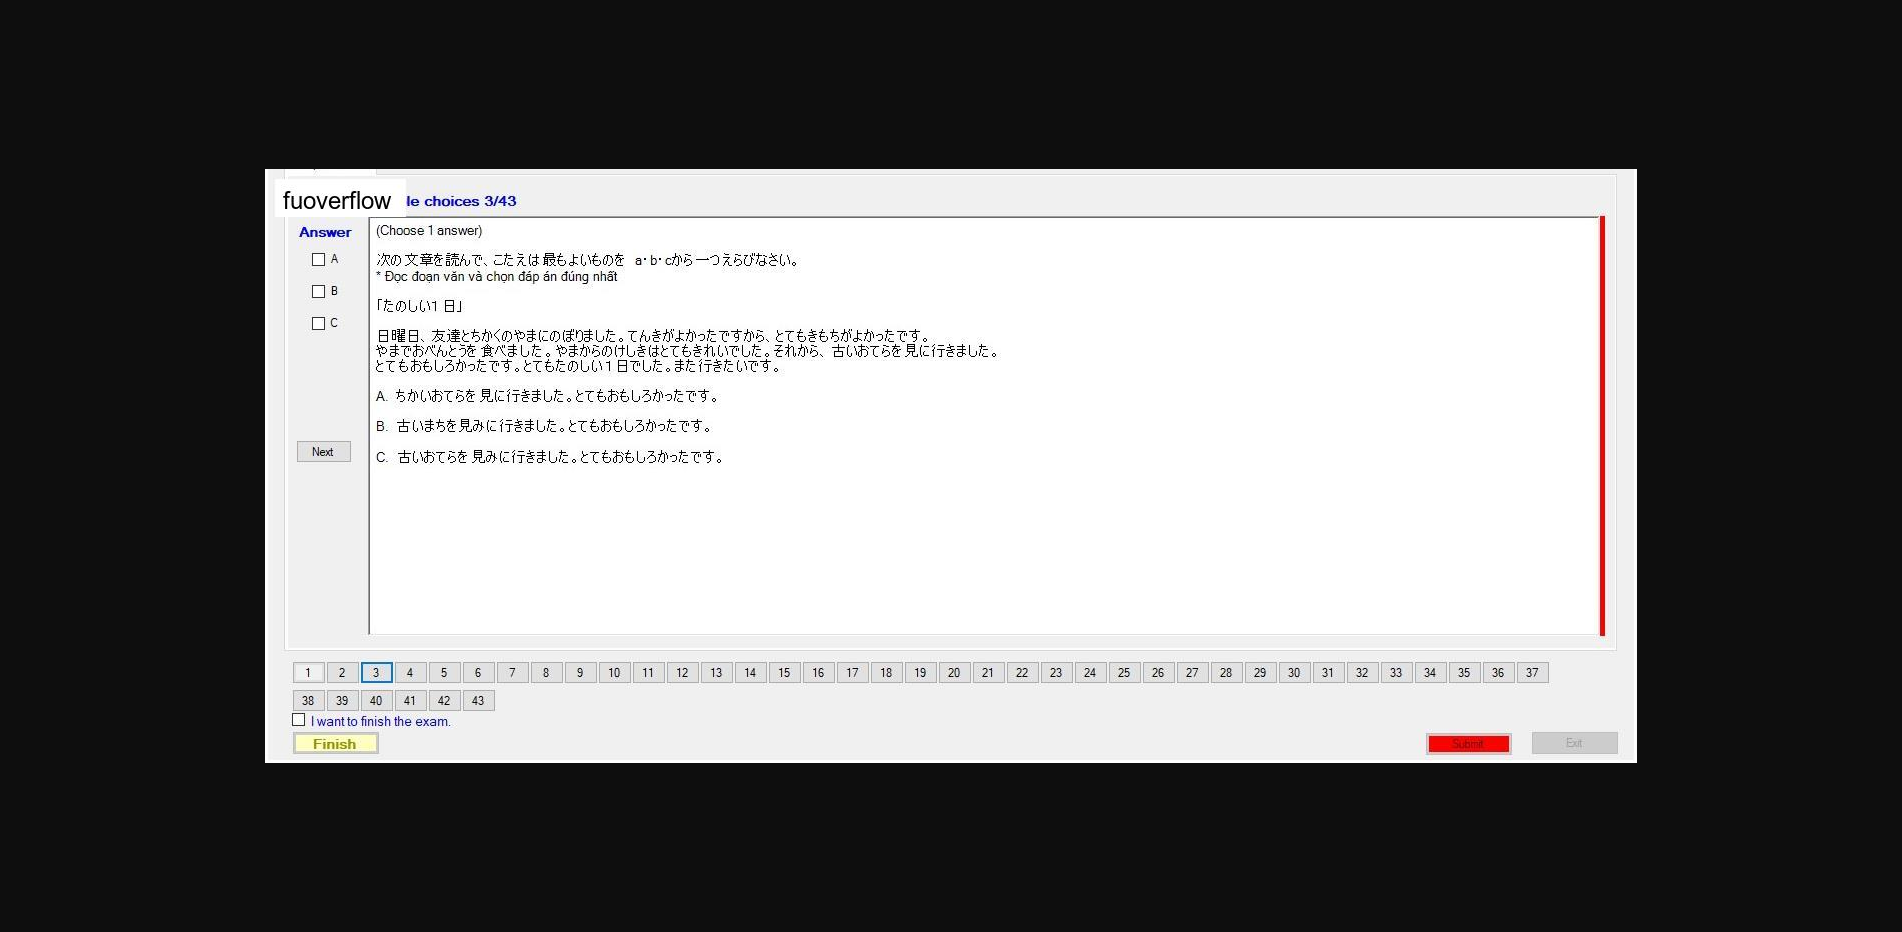 fuoverflow le choices 3/43
Answer
(Choose 1 answer)
A
次の文章を読んで、こたえは最もよいものを a・b・cから一つえらびなさい。
* Đọc đoạn văn và chọn đáp án đúng nhất
B
「たのしい1 日」
C
日曜日、友達とちかくのやまにのぼりました。てんきがよかったですから、とてもきもちがよかったです。
やまでおべんとうを 食べました。やまからのけしきはとてもきれいでした。それから、古いおてらを 見に行きました。
とてもおもしろかったです。とてもたのしい１日でした。また行きたいです。
A. ちかいおてらを 見に行きました。とてもおもしろかったです。
B. 古いまちを見みに行きました。とてもおもしろかったです。
Next
C. 古いおてらを 見みに行きました。とてもおもしろかったです。
1 2 3 4 5 6 7 8 9 10 11 12 13 14 15 16 17 18 19 20 21 22 23 24 25 26 27 28 29 30 31 32 33 34 35 36 37
38 39 40 41 42 43
I want to finish the exam.
Finish
Submit
Exit